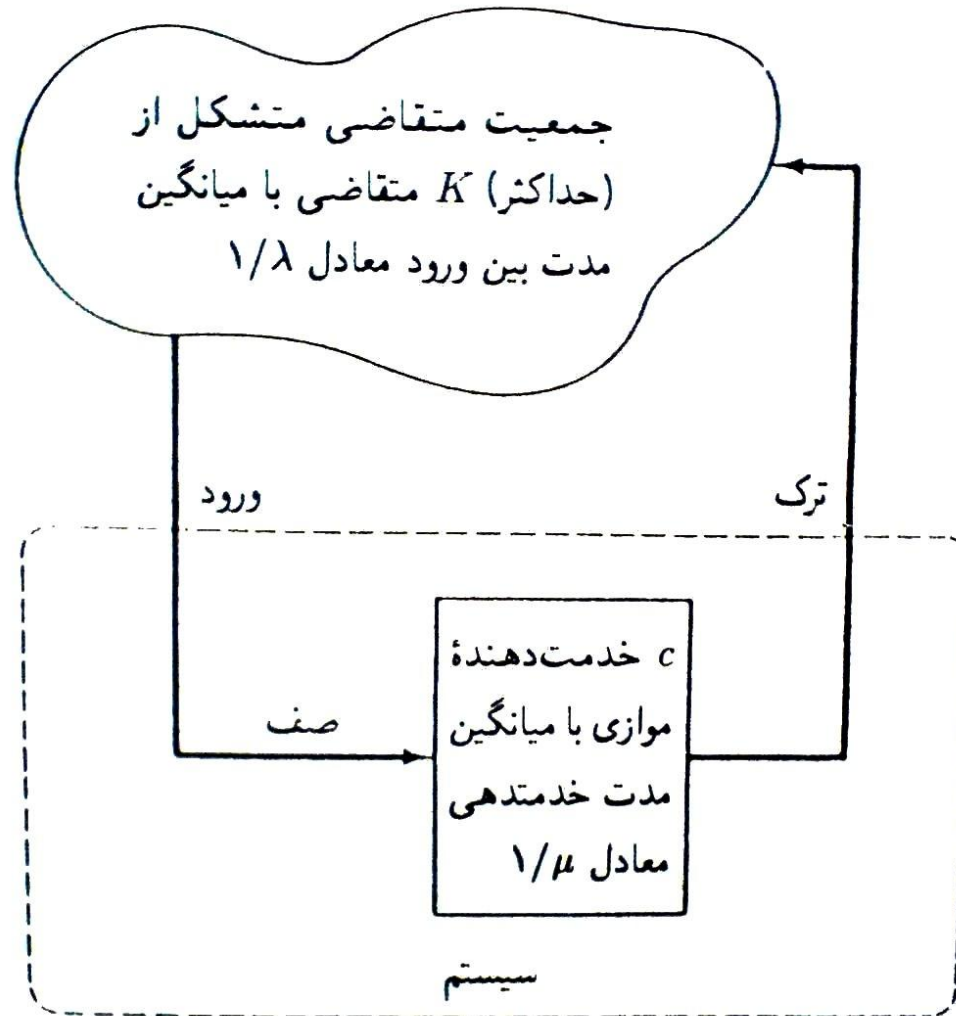 جمعیت متقاضی متشکل از
(حداکثر) K متقاضی با میانگین
مدت بین ورود معادل ۱/λ
ورود
ترک
صف
c خدمت‌دهندهٔ
موازی با میانگین
مدت خدمتدهی
معادل ۱/μ
سیستم